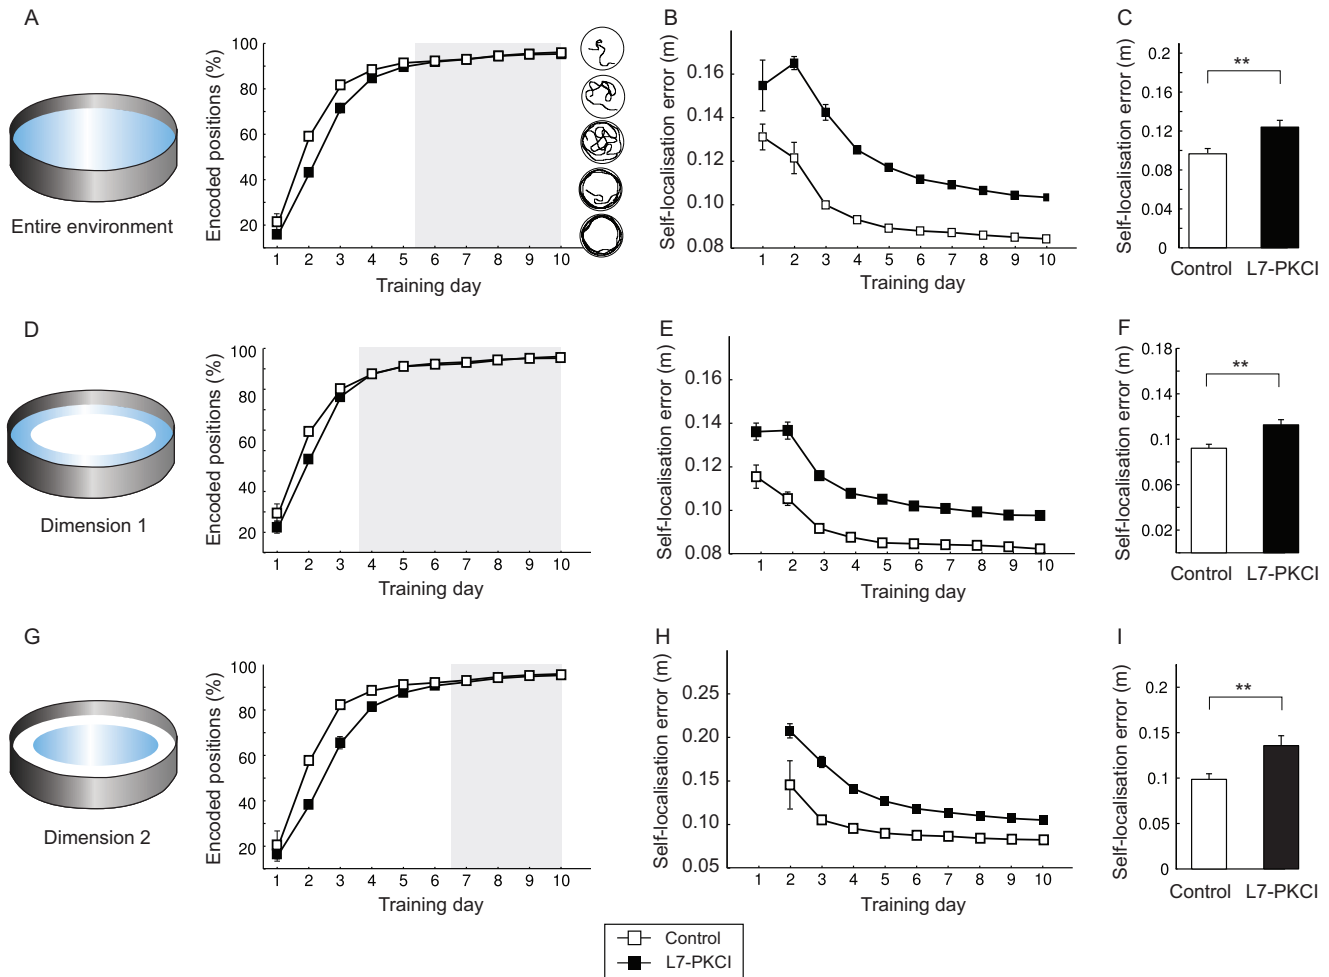 A
Entire environment
Encoded positions (%)
100
80
60
40
20
1 2 3 4 5 6 7 8 9 10
Training day
B
Self-localisation error (m)
0.16
0.14
0.12
0.10
0.08
1 2 3 4 5 6 7 8 9 10
Training day
C
Self-localisation error (m)
0.2
0.16
0.12
0.08
0.04
0
**
Control L7-PKCI
D
Dimension 1
Encoded positions (%)
100
80
60
40
20
1 2 3 4 5 6 7 8 9 10
Training day
E
Self-localisation error (m)
0.16
0.14
0.12
0.10
0.08
1 2 3 4 5 6 7 8 9 10
Training day
F
Self-localisation error (m)
0.18
0.14
0.1
0.06
0.02
**
Control L7-PKCI
G
Dimension 2
Encoded positions (%)
100
80
60
40
20
1 2 3 4 5 6 7 8 9 10
Training day
H
Self-localisation error (m)
0.25
0.20
0.15
0.10
0.05
1 2 3 4 5 6 7 8 9 10
Training day
I
Self-localisation error (m)
0.2
0.15
0.1
0.05
0
**
Control L7-PKCI
Control
L7-PKCI